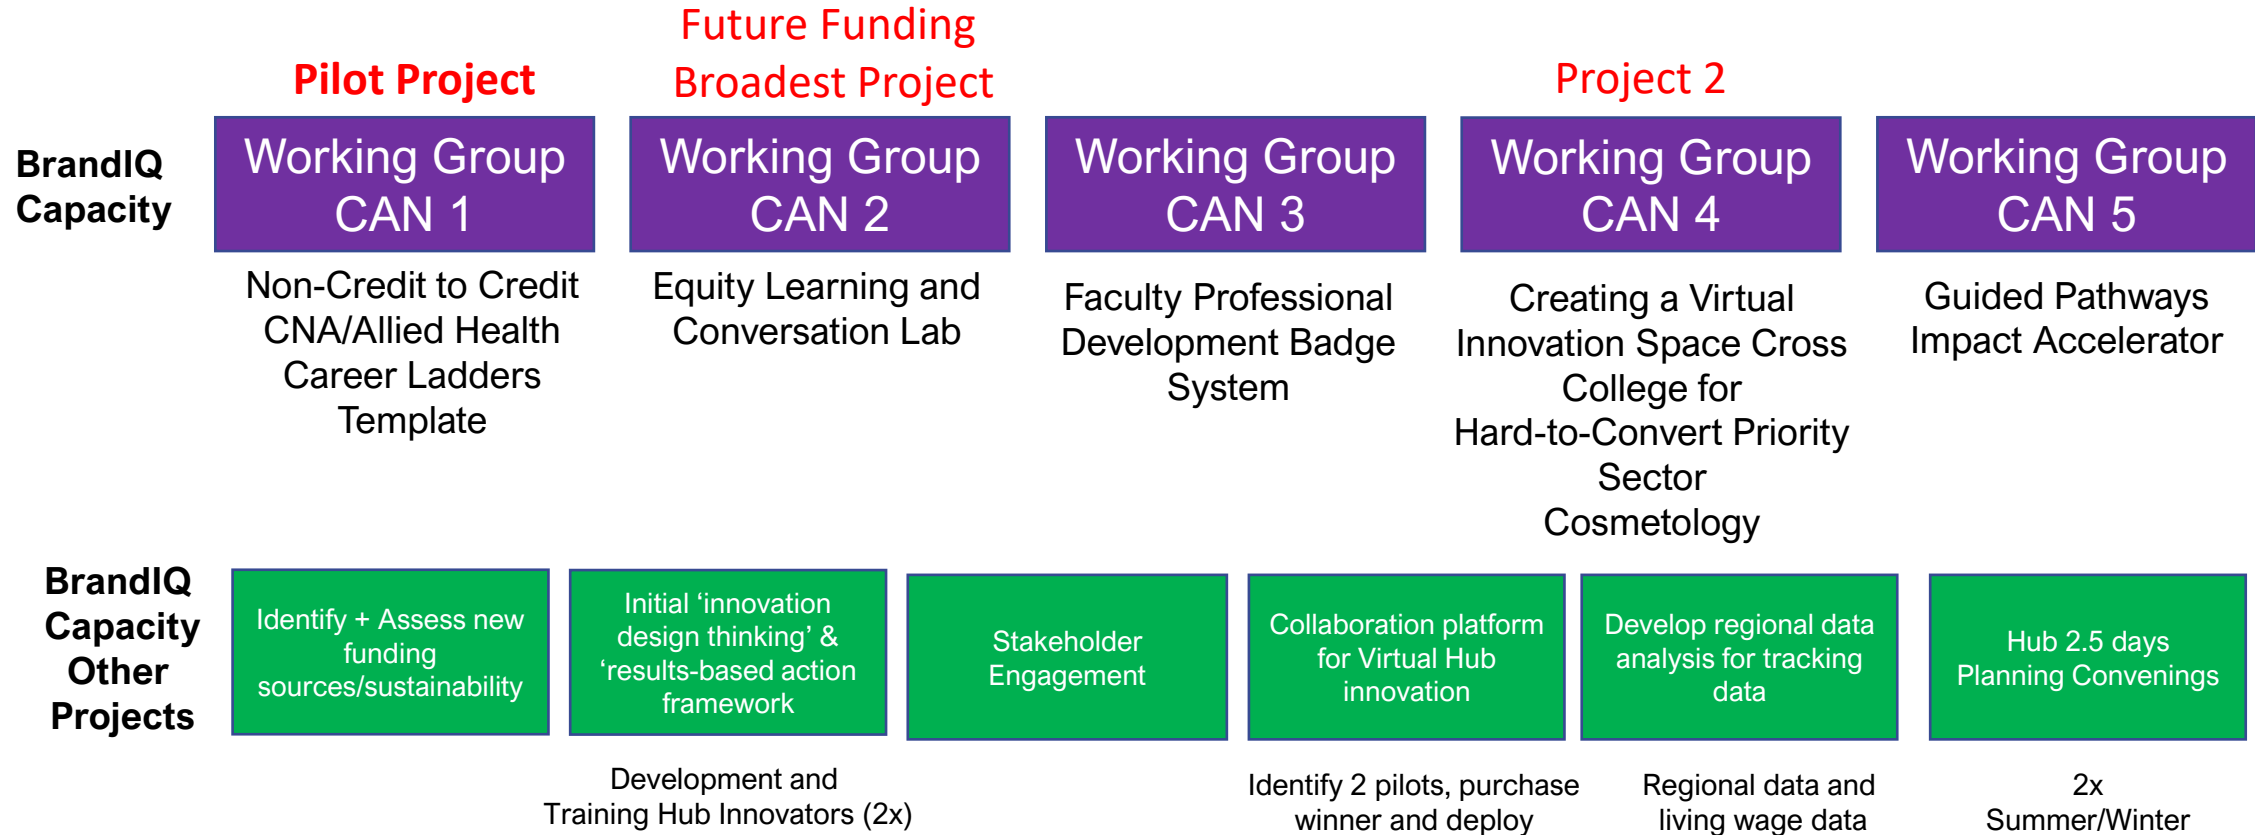 Future Funding
Broadest Project
Pilot Project
Project 2
BrandIQ
Capacity
Working Group
CAN 1
Working Group
CAN 2
Working Group
CAN 3
Working Group
CAN 4
Working Group
CAN 5
Non-Credit to Credit
CNA/Allied Health
Career Ladders
Template
Equity Learning and
Conversation Lab
Faculty Professional
Development Badge
System
Creating a Virtual
Innovation Space Cross
College for
Hard-to-Convert Priority
Sector
Cosmetology
Guided Pathways
Impact Accelerator
BrandIQ
Capacity
Other
Projects
Identify + Assess new
funding
sources/sustainability
Initial ‘innovation
design thinking’ &
‘results-based action
framework
Stakeholder
Engagement
Collaboration platform
for Virtual Hub
innovation
Develop regional data
analysis for tracking
data
Hub 2.5 days
Planning Convenings
Development and
Training Hub Innovators (2x)
Identify 2 pilots, purchase
winner and deploy
Regional data and
living wage data
2x
Summer/Winter